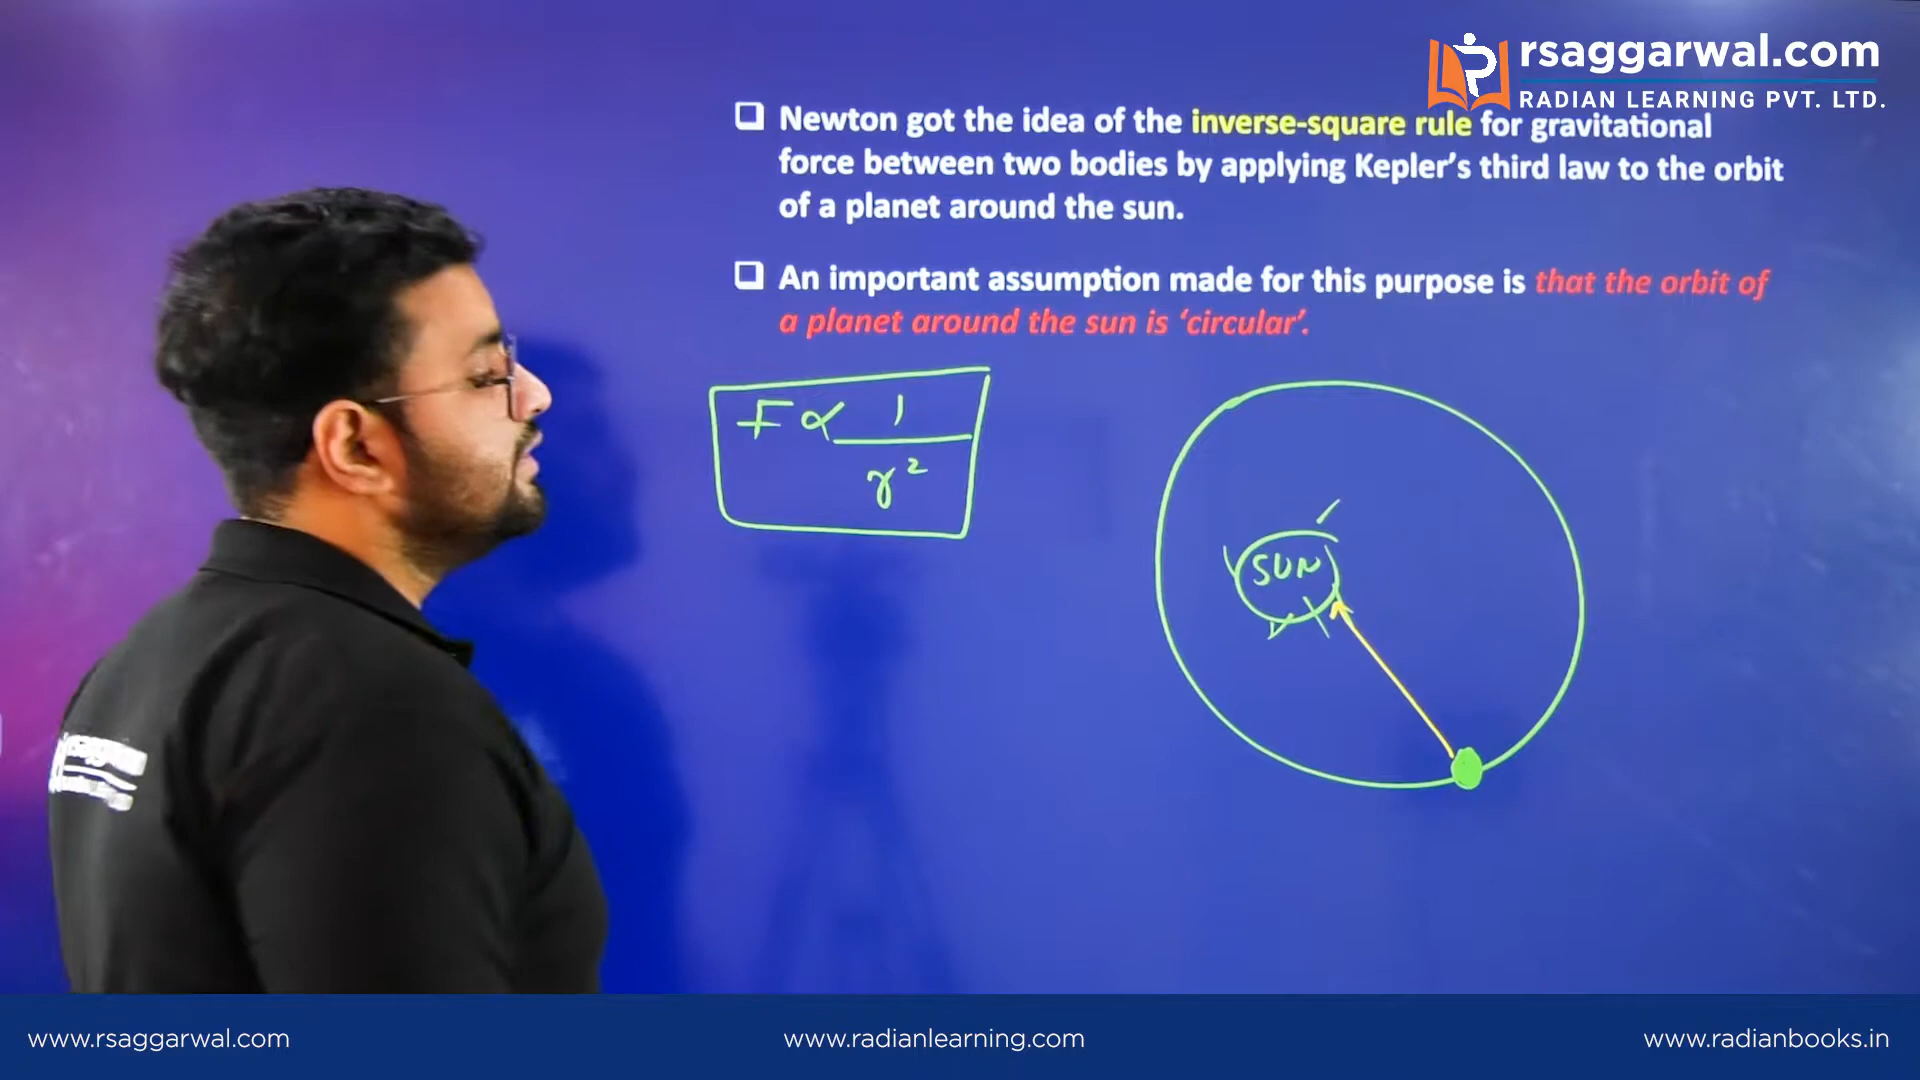 rsaggarwal.com
RADIAN LEARNING PVT. LTD.
❑ Newton got the idea of the inverse-square rule for gravitational
force between two bodies by applying Kepler’s third law to the orbit
of a planet around the sun.
❑ An important assumption made for this purpose is that the orbit of
a planet around the sun is ‘circular’.
F ∝ 1
r²
SUN
www.rsaggarwal.com
www.radianlearning.com
www.radianbooks.in